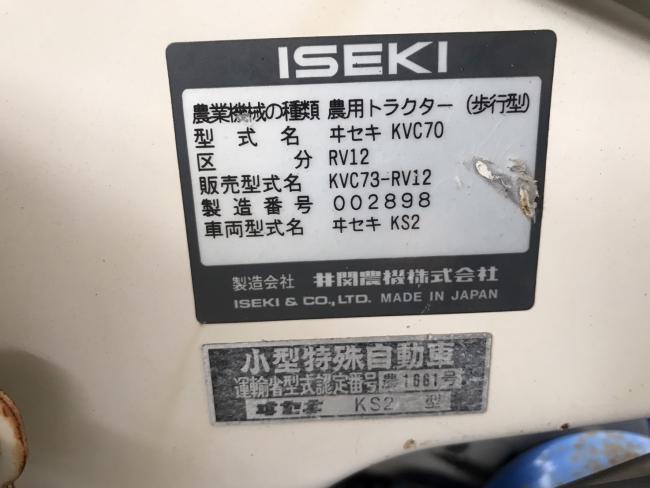 ISEKI
農業機械の種類 農用トラクター(歩行型)
型式名 ヰセキ KVC70
区分 RV12
販売型式名 KVC73-RV12
製造番号 002898
車両型式名 ヰセキ KS2
製造会社 井関農機株式会社
ISEKI & CO., LTD. MADE IN JAPAN
小型特殊自動車
運輸省型式認定番号 農1661号
ヰセキ KS2 型